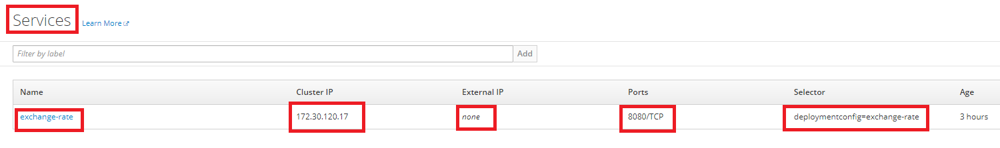 Services Learn More
Filter by label Add
Name Cluster IP External IP Ports Selector Age
exchange-rate 172.30.120.17 none 8080/TCP deploymentconfig=exchange-rate 3 hours